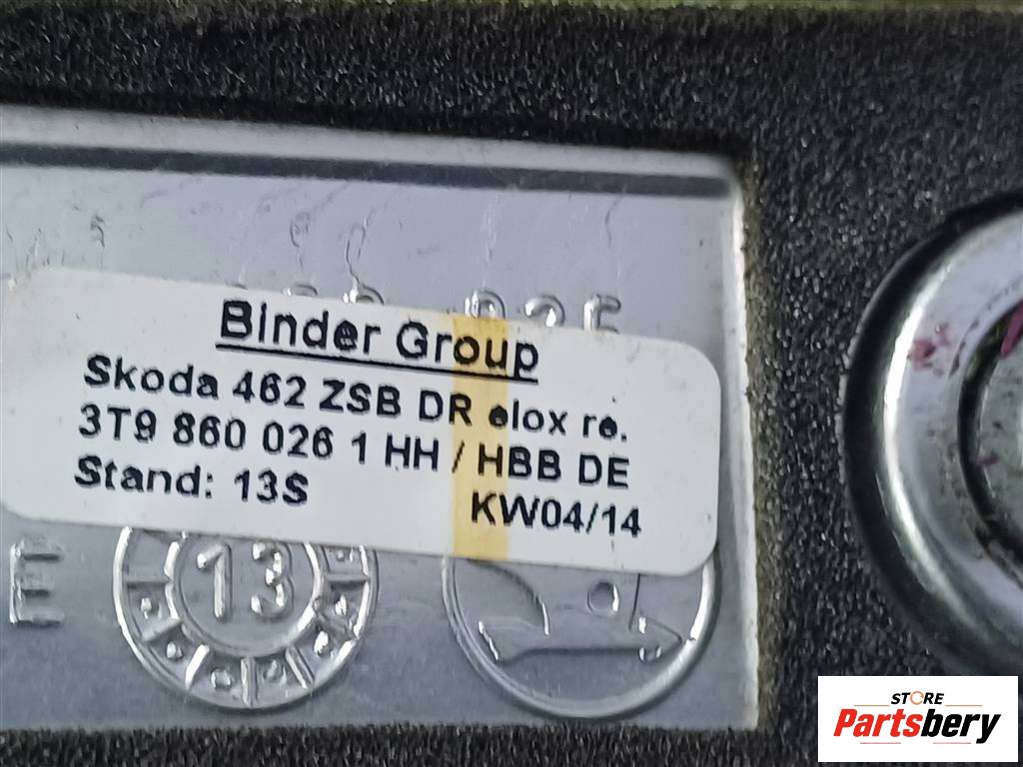 Binder Group
Skoda 462 ZSB DR elox re.
3T9 860 026 1 HH / HBB DE
Stand: 13S
KW04/14
E
13
STORE
Partsbery